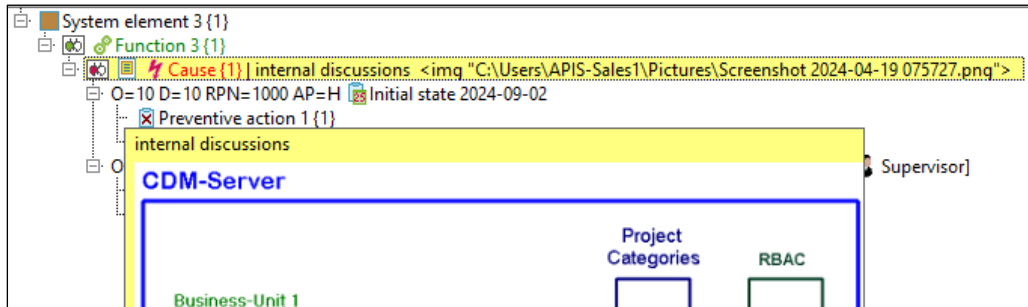 System element 3 {1}
Function 3 {1}
Cause {1} | internal discussions <img "C:\Users\APIS-Sales1\Pictures\Screenshot 2024-04-19 075727.png">
O=10 D=10 RPN=1000 AP=H Initial state 2024-09-02
Preventive action 1 {1}
internal discussions
O
Supervisor]
CDM-Server
Project
Categories
RBAC
Business-Unit 1